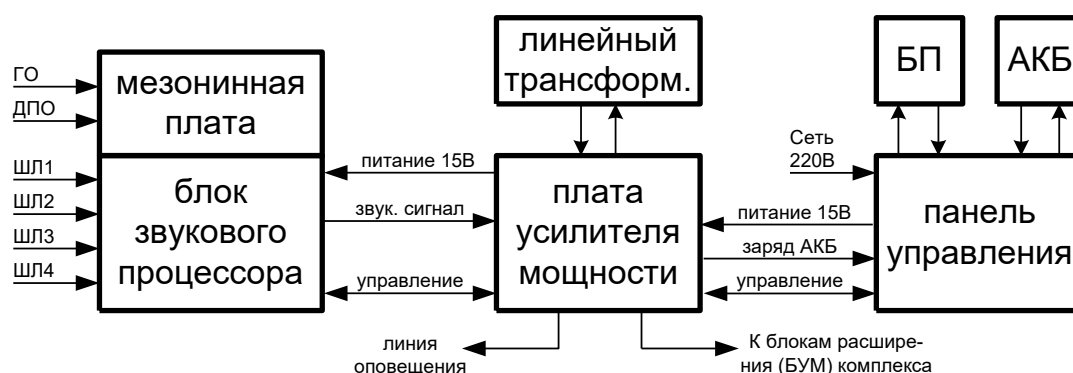 ГО
ДПО
ШЛ1
ШЛ2
ШЛ3
ШЛ4
мезонинная
плата
блок
звукового
процессора
питание 15В
звук. сигнал
управление
линейный
трансформ.
плата
усилителя
мощности
линия
оповещения
К блокам расшире-
ния (БУМ) комплекса
питание 15В
заряд АКБ
управление
Сеть
220В
БП
АКБ
панель
управления